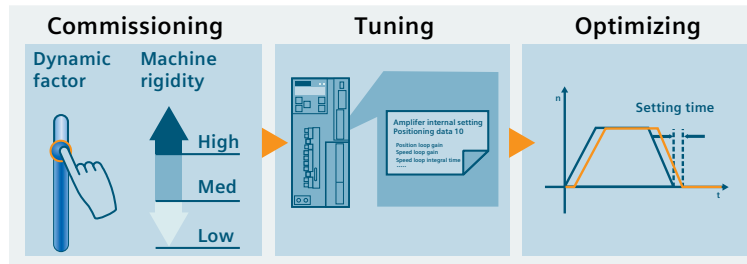 Commissioning
Tuning
Optimizing
Dynamic
factor
Machine
rigidity
High
Med
Low
Amplifer internal setting
Positioning data 10
Position loop gain
Speed loop gain
Speed loop integral time
......
n
Setting time
t